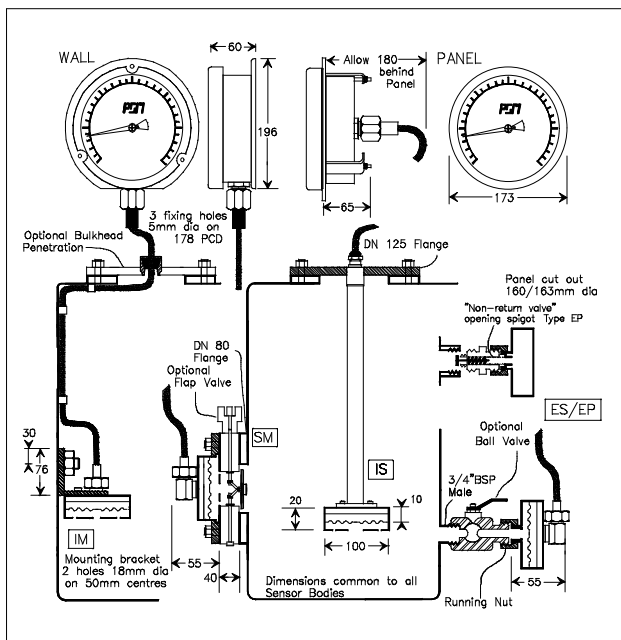 WALL
60
Allow 180
behind
Panel
PANEL
PSM
196
PSM
65
173
3 fixing holes
5mm dia on
178 PCD
Optional Bulkhead
Penetration
DN 125 Flange
Panel cut out
160/163mm dia
"Non-return valve"
opening spigot Type EP
DN 80
Flange
Optional
Flap Valve
ES/EP
SM
IS
Optional
Ball Valve
30
76
3/4"BSP
Male
20
10
100
IM
Mounting bracket
2 holes 18mm dia
on 50mm centres
55
40
Dimensions common to all
Sensor Bodies
55
Running Nut